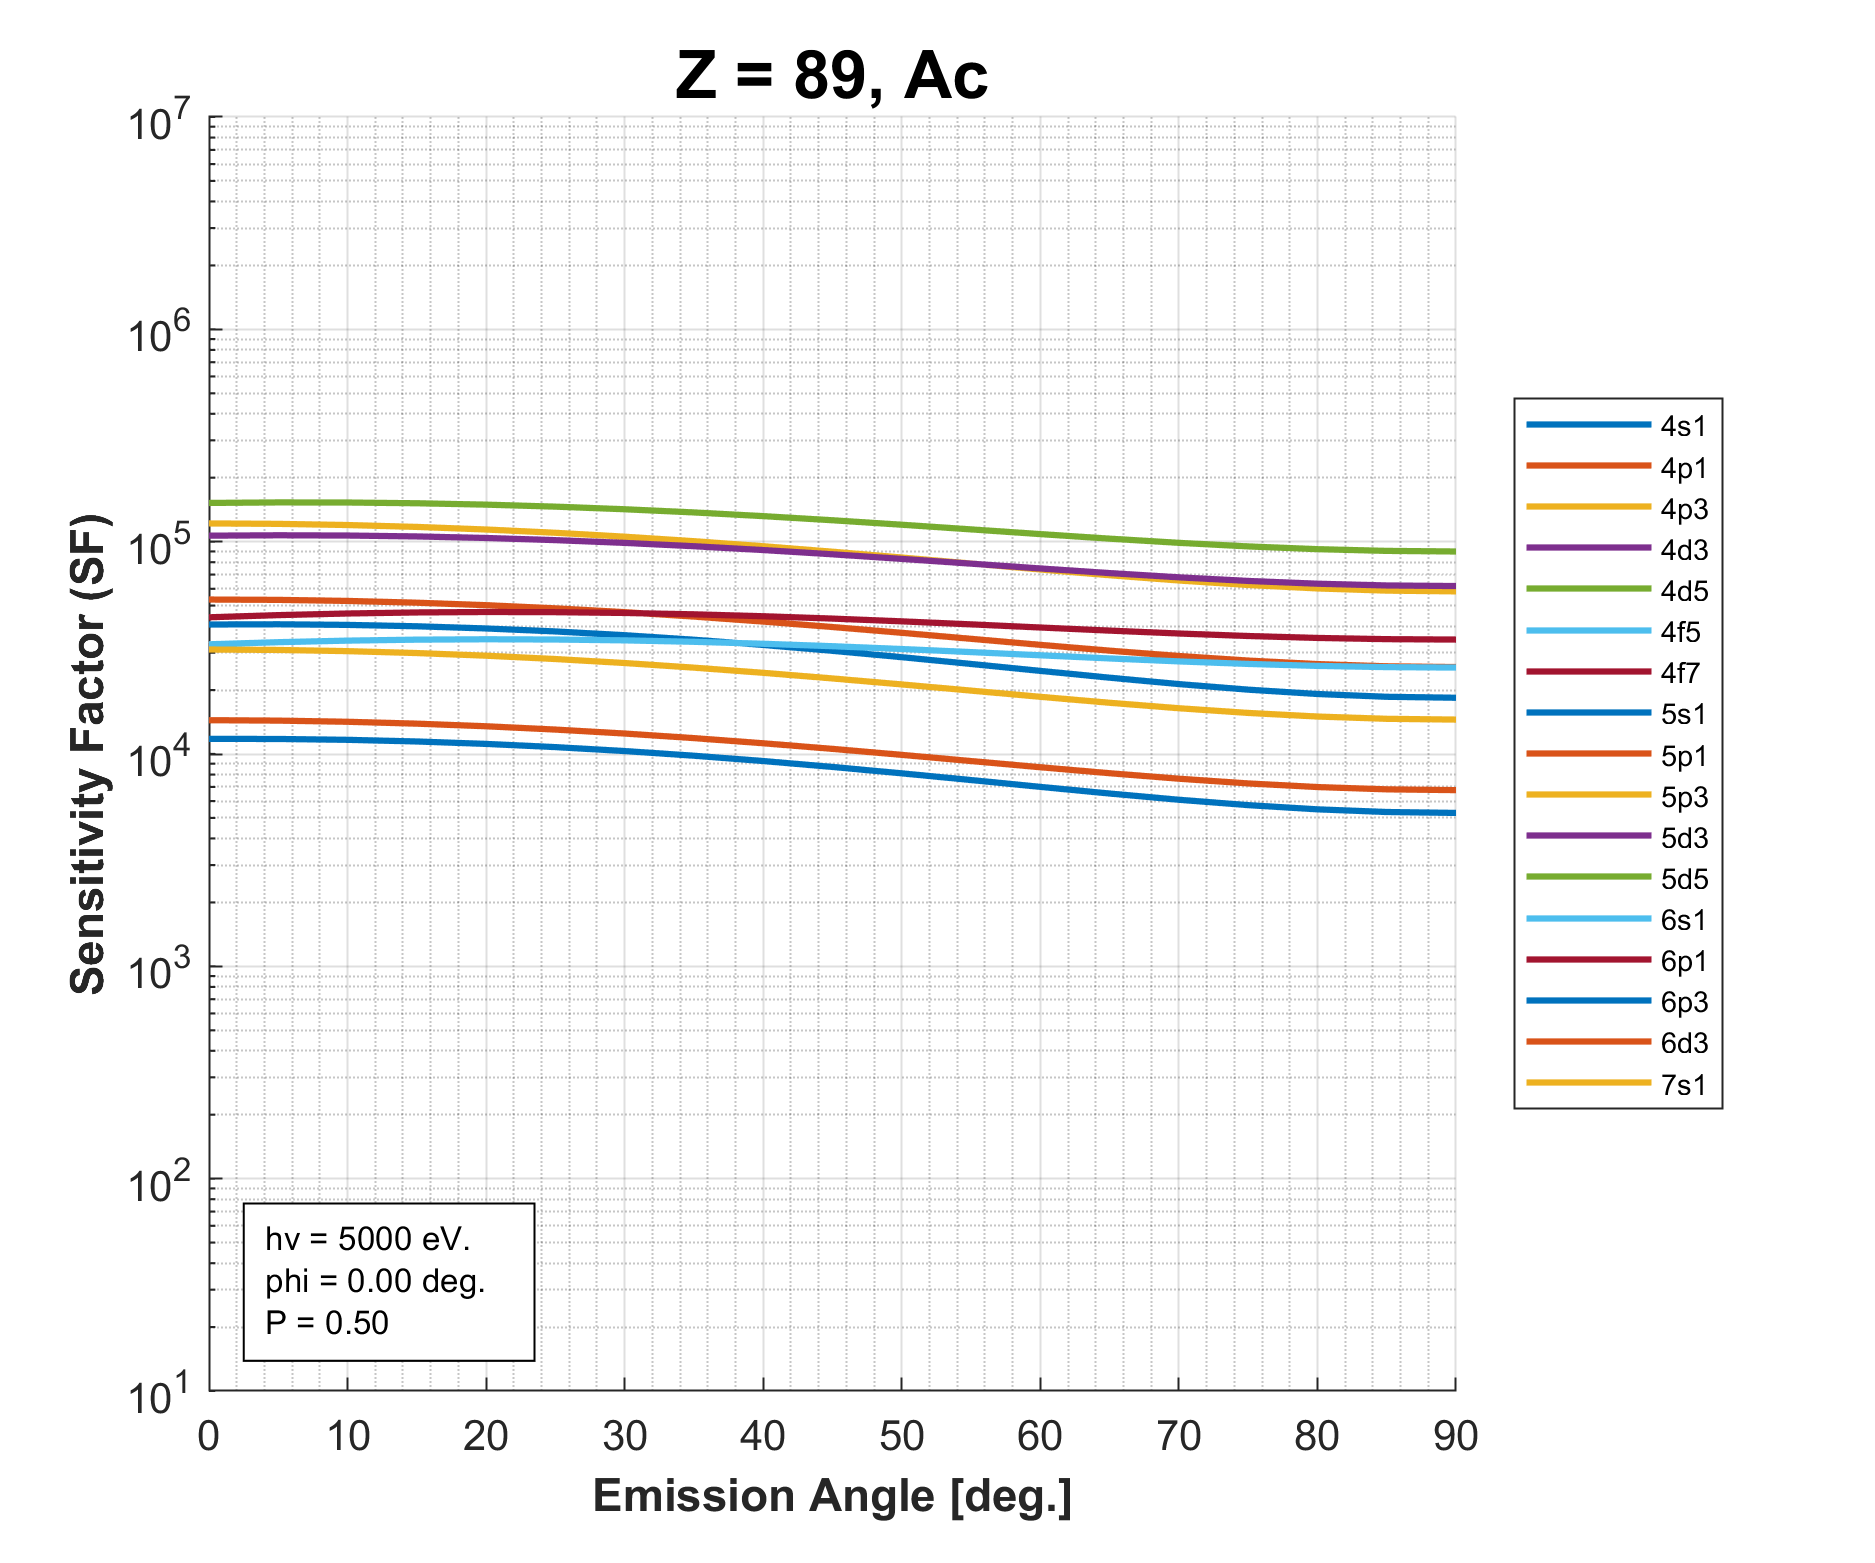 Z = 89, Ac
10^7
10^6
10^5
10^4
10^3
10^2
10^1
Sensitivity Factor (SF)
hv = 5000 eV.
phi = 0.00 deg.
P = 0.50
0 10 20 30 40 50 60 70 80 90
Emission Angle [deg.]
4s1
4p1
4p3
4d3
4d5
4f5
4f7
5s1
5p1
5p3
5d3
5d5
6s1
6p1
6p3
6d3
7s1